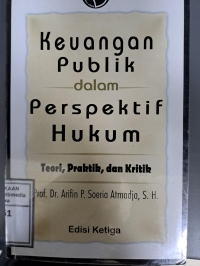 Keuangan
Publik
dalam
Perspektif
Hukum
Teori, Praktik, dan Kritik
Prof. Dr. Arifin P. Soeria Atmadja, S. H.
Edisi Ketiga